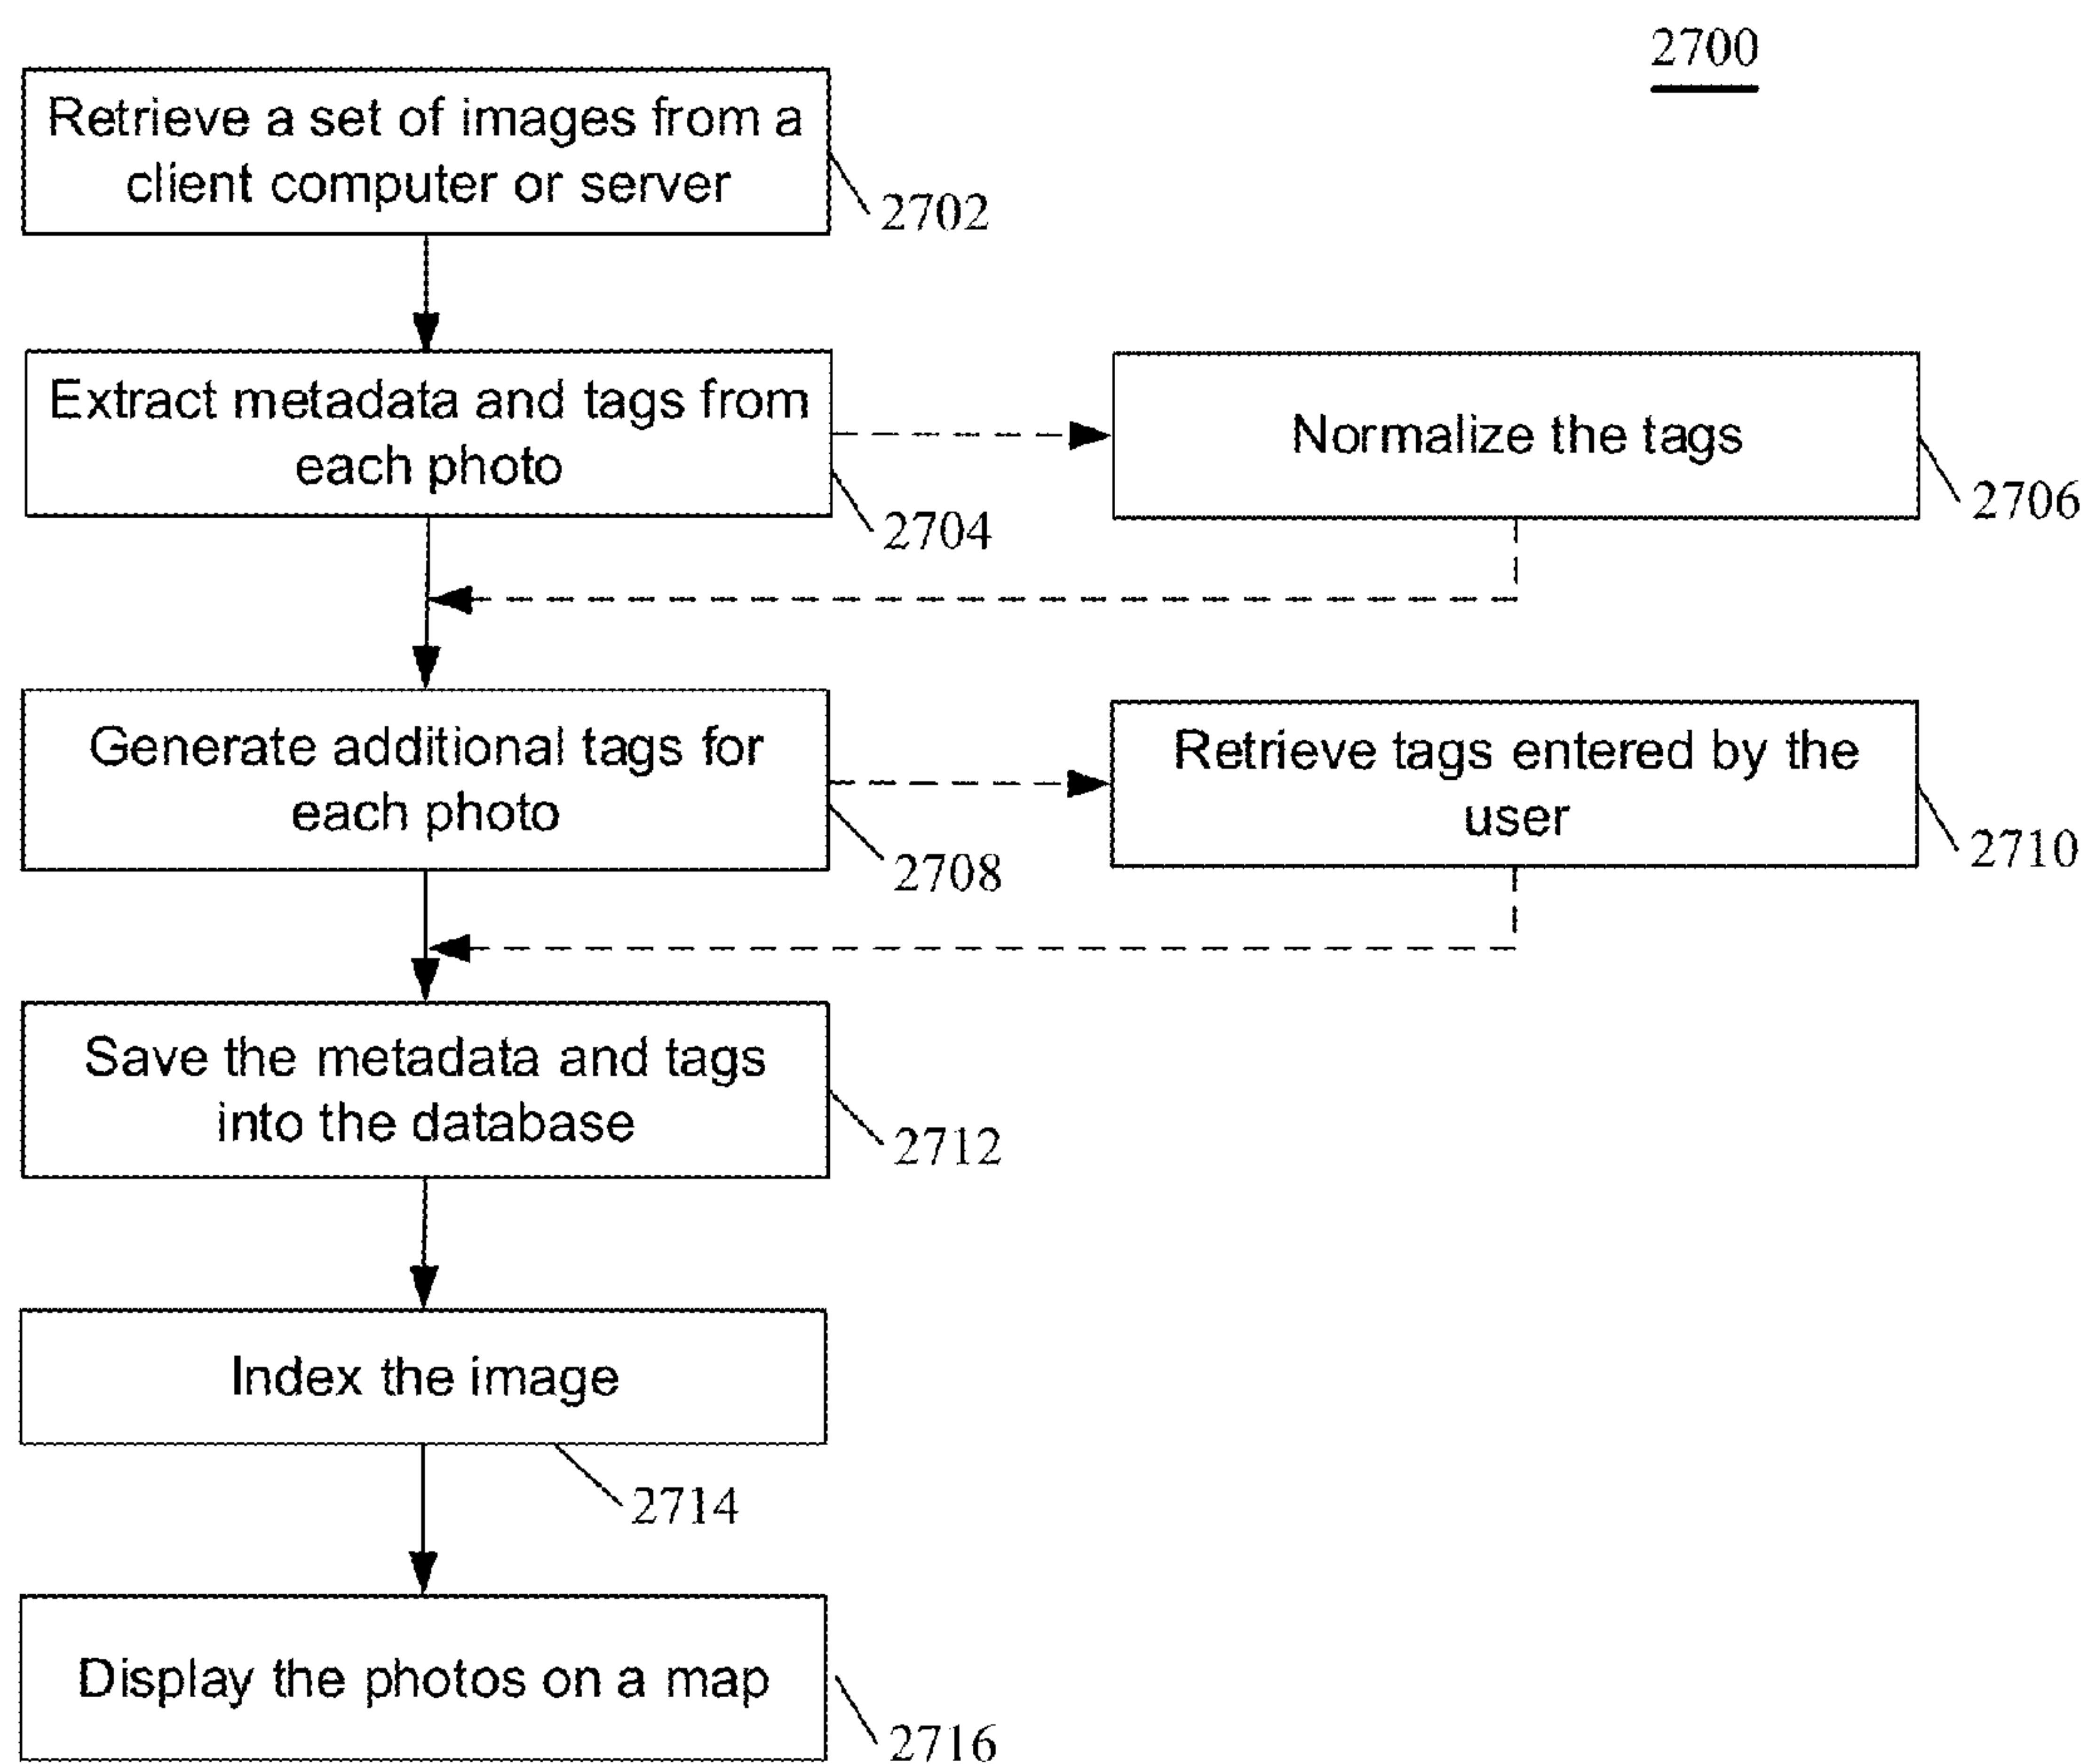 2700
Retrieve a set of images from a
client computer or server
2702
Extract metadata and tags from
each photo
2704
Normalize the tags
2706
Generate additional tags for
each photo
2708
Retrieve tags entered by the
user
2710
Save the metadata and tags
into the database
2712
Index the image
2714
Display the photos on a map
2716